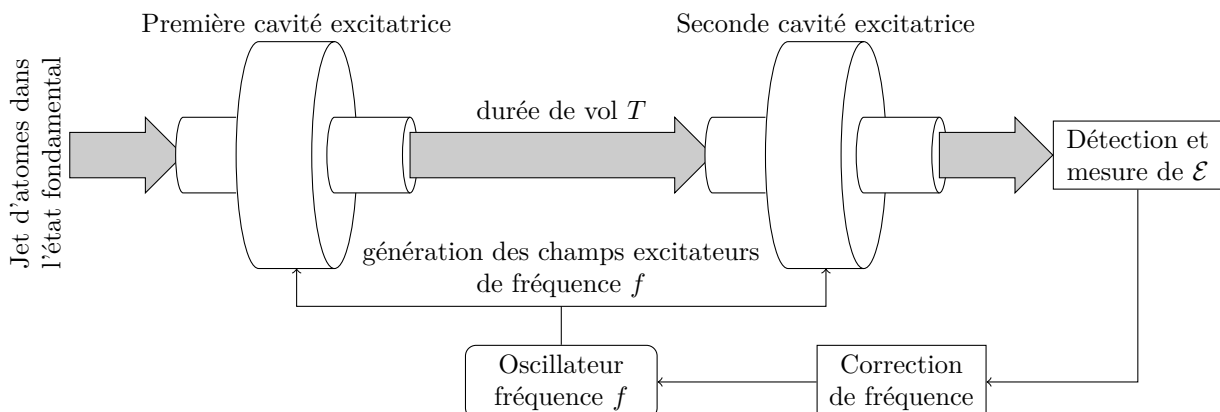 Première cavité excitatrice
Seconde cavité excitatrice
Jet d'atomes dans
l'état fondamental
durée de vol T
Détection et
mesure de ℰ
génération des champs excitateurs
de fréquence f
Oscillateur
fréquence f
Correction
de fréquence